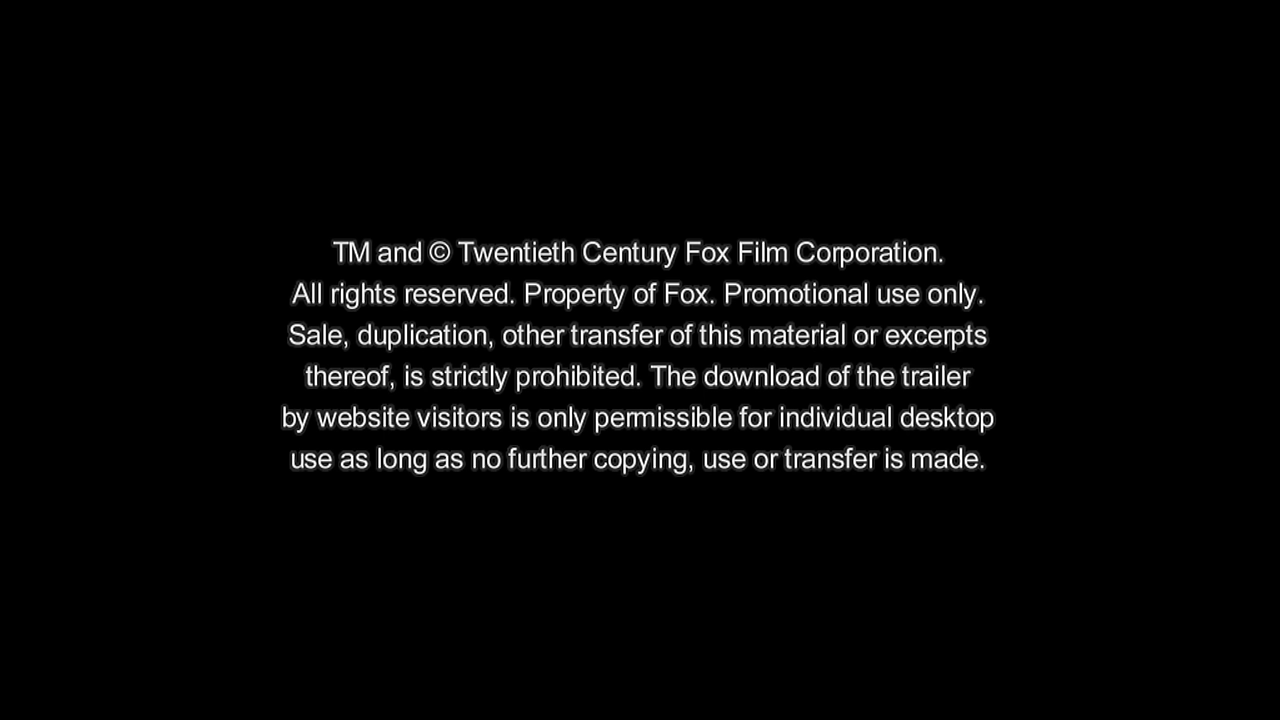 TM and © Twentieth Century Fox Film Corporation.
All rights reserved. Property of Fox. Promotional use only.
Sale, duplication, other transfer of this material or excerpts
thereof, is strictly prohibited. The download of the trailer
by website visitors is only permissible for individual desktop
use as long as no further copying, use or transfer is made.